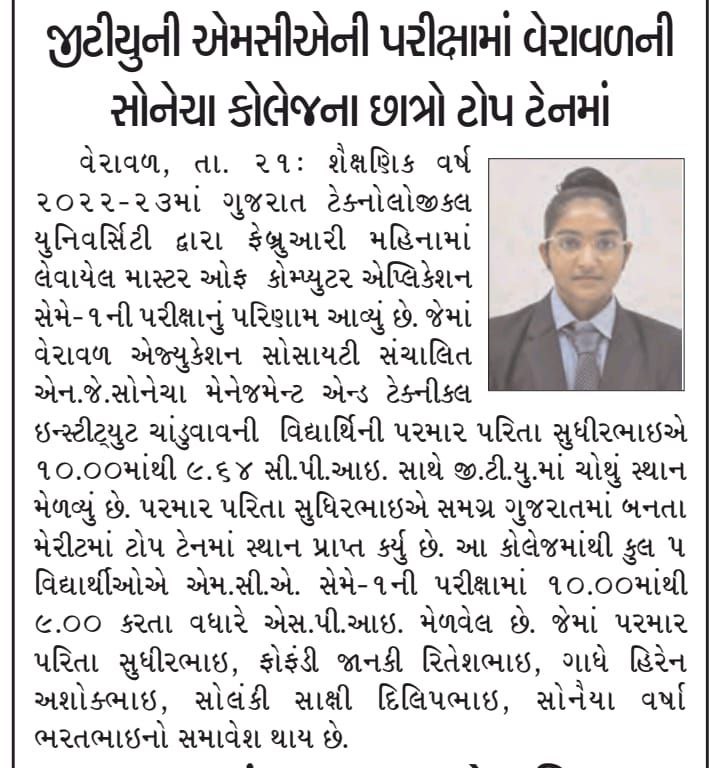 જીટીયુની એમસીએની પરીક્ષામાં વેરાવળની
સોનેચા કોલેજના છાત્રો ટોપ ટેનમાં
વેરાવળ, તા. ૨૧: શૈક્ષણિક વર્ષ
૨૦૨૨-૨૩માં ગુજરાત ટેક્નોલોજીકલ
યુનિવર્સિટી દ્વારા ફેબ્રુઆરી મહિનામાં
લેવાયેલ માસ્ટર ઓફ કોમ્પ્યુટર એપ્લિકેશન
સેમે-૧ની પરીક્ષાનું પરિણામ આવ્યું છે. જેમાં
વેરાવળ એજ્યુકેશન સોસાયટી સંચાલિત
એન.જે.સોનેચા મેનેજમેન્ટ એન્ડ ટેક્નીકલ
ઇન્સ્ટીટ્યુટ ચાંડુવાવની વિદ્યાર્થિની પરમાર પરિતા સુધીરભાઇએ
૧૦.૦૦માંથી ૯.૬૪ સી.પી.આઇ. સાથે જી.ટી.યુ.માં ચોથું સ્થાન
મેળવ્યું છે. પરમાર પરિતા સુધિરભાઇએ સમગ્ર ગુજરાતમાં બનતા
મેરીટમાં ટોપ ટેનમાં સ્થાન પ્રાપ્ત કર્યુ છે. આ કોલેજમાંથી કુલ ૫
વિદ્યાર્થીઓએ એમ.સી.એ. સેમે-૧ની પરીક્ષામાં ૧૦.૦૦માંથી
૯.૦૦ કરતા વધારે એસ.પી.આઇ. મેળવેલ છે. જેમાં પરમાર
પરિતા સુધીરભાઇ, ફોફંડી જાનકી રિતેશભાઇ, ગાધે હિરેન
અશોક્ભાઇ, સોલંકી સાક્ષી દિલિપભાઇ, સોનૈયા વર્ષા
ભરતભાઇનો સમાવેશ થાય છે.